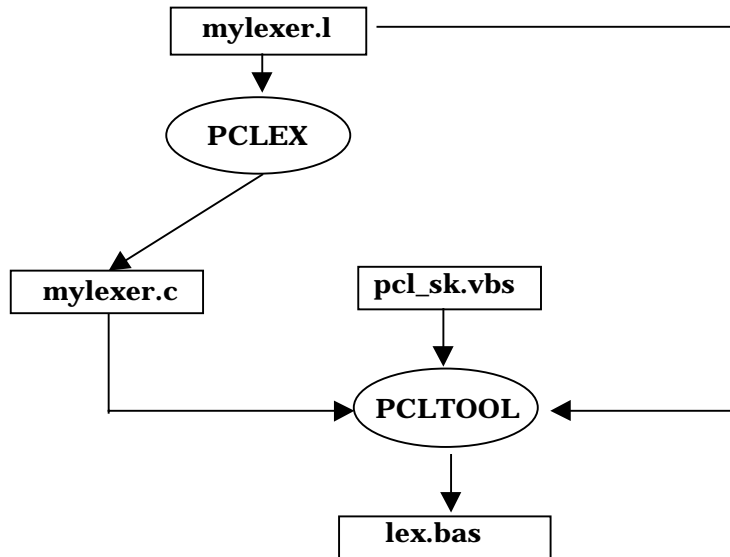 mylexer.l
PCLEX
mylexer.c
pcl_sk.vbs
PCLTOOL
lex.bas